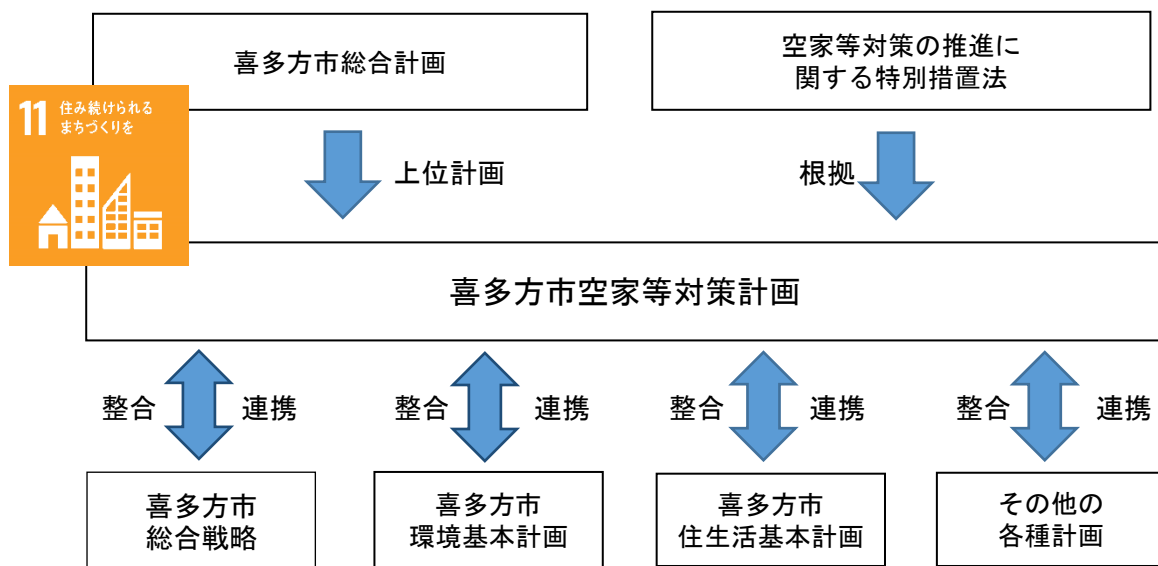 喜多方市総合計画
空家等対策の推進に
関する特別措置法
11 住み続けられる
まちづくりを
上位計画
根拠
喜多方市空家等対策計画
整合 連携 整合 連携 整合 連携 整合 連携
喜多方市
総合戦略
喜多方市
環境基本計画
喜多方市
住生活基本計画
その他の
各種計画